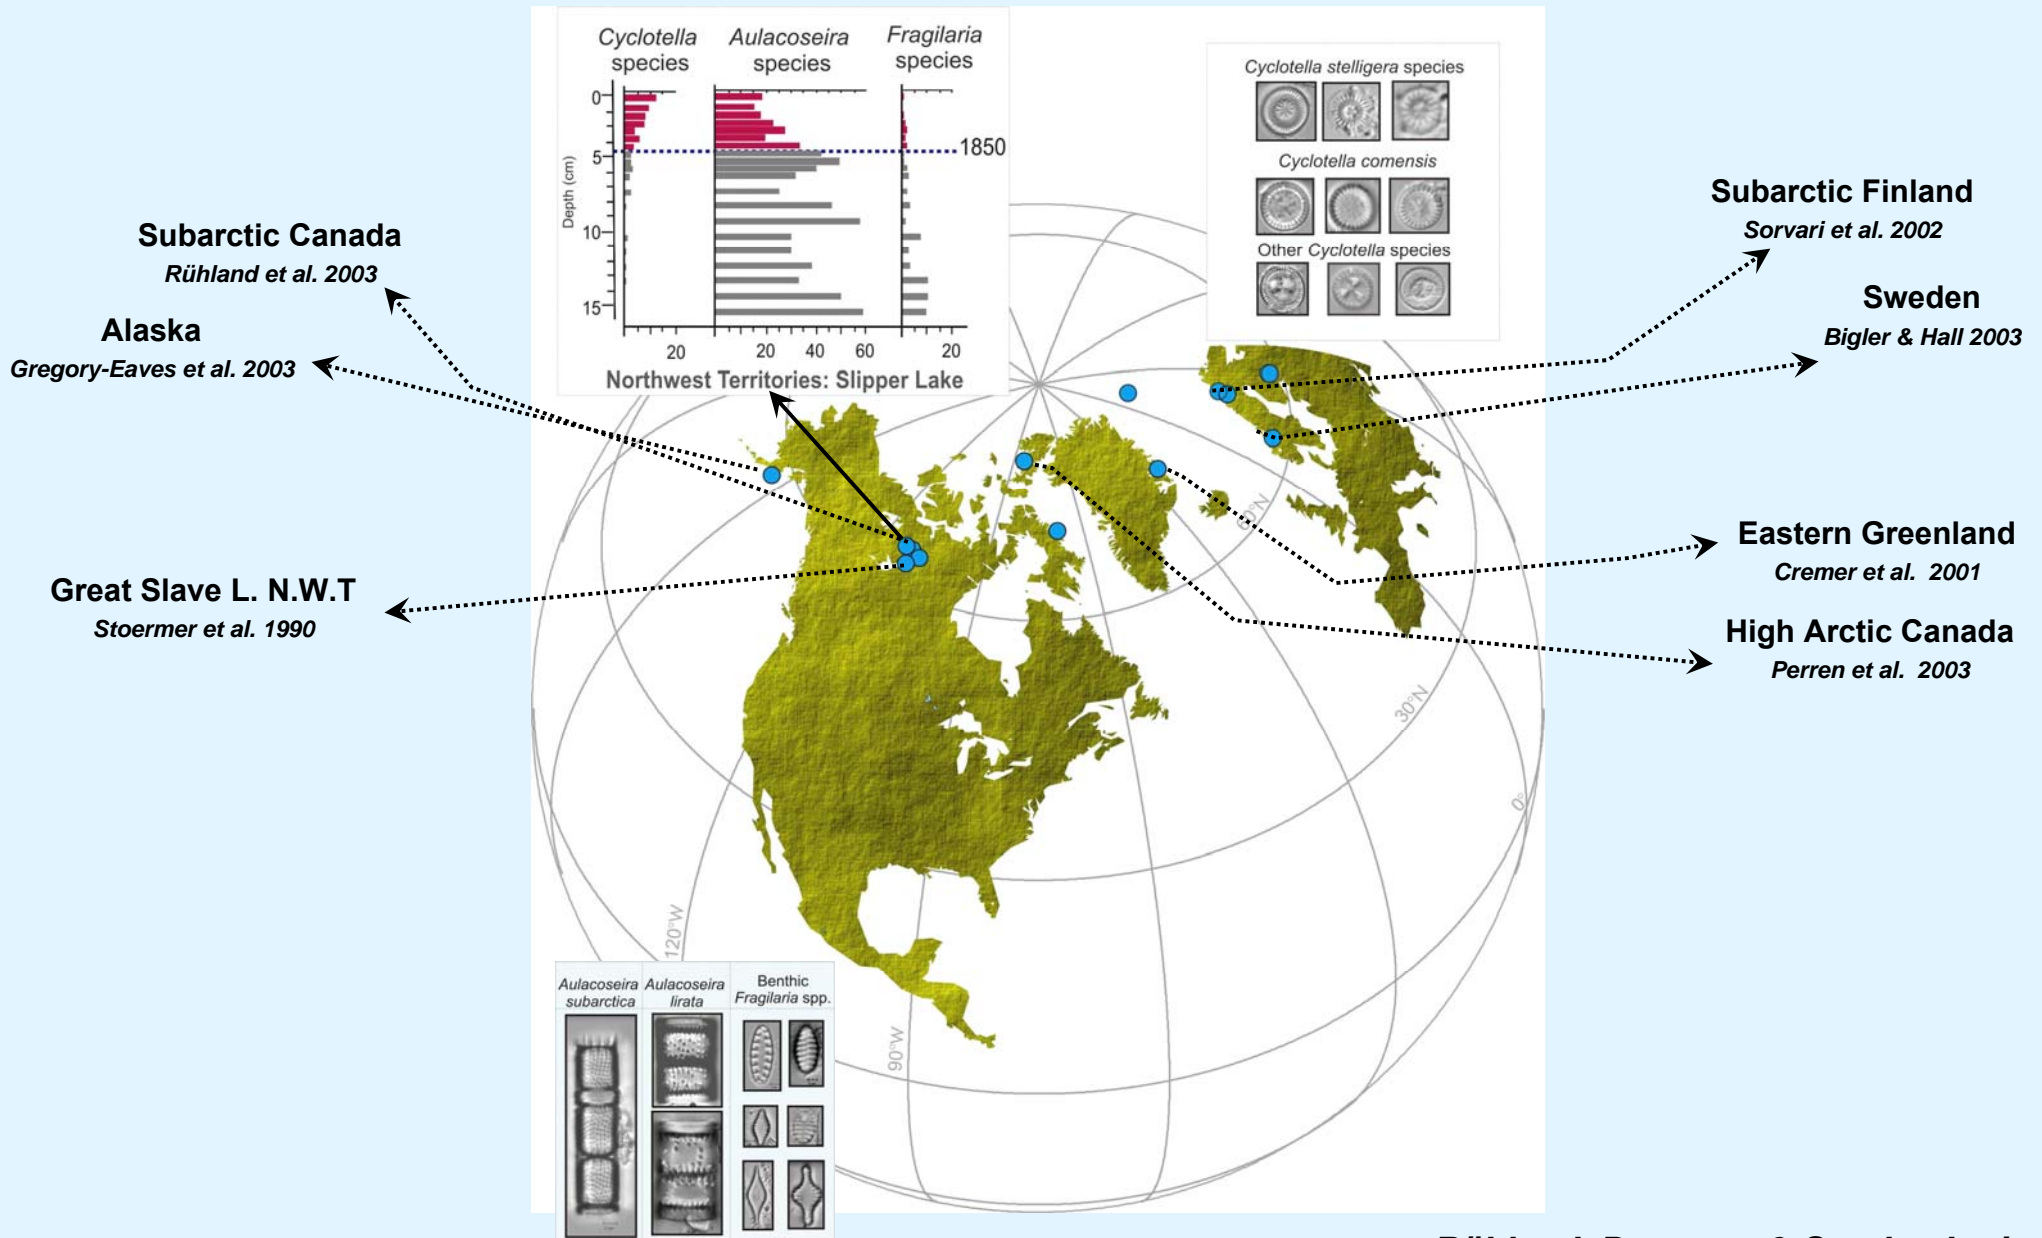 Cyclotella species
Aulacoseira species
Fragilaria species
0
5
10
15
Depth (cm)
1850
20
20 40 60
20
Northwest Territories: Slipper Lake
Cyclotella stelligera species
Cyclotella comensis
Other Cyclotella species
Subarctic Canada
Rühland et al. 2003
Alaska
Gregory-Eaves et al. 2003
Great Slave L. N.W.T
Stoermer et al. 1990
Subarctic Finland
Sorvari et al. 2002
Sweden
Bigler & Hall 2003
Eastern Greenland
Cremer et al. 2001
High Arctic Canada
Perren et al. 2003
60°N
30°N
0°
120°W
90°W
Aulacoseira subarctica
Aulacoseira lirata
Benthic
Fragilaria spp.